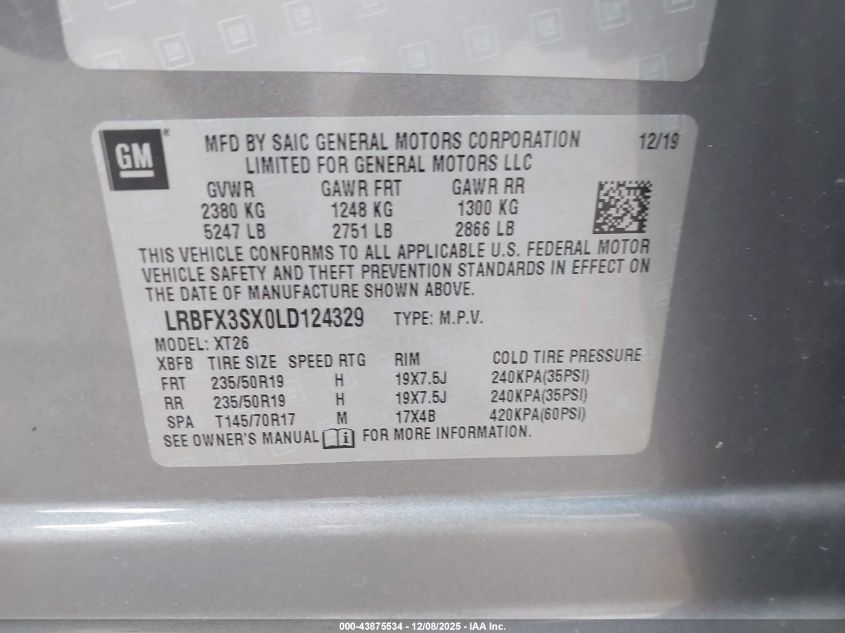 GM
MFD BY SAIC GENERAL MOTORS CORPORATION 12/19
LIMITED FOR GENERAL MOTORS LLC
GVWR GAWR FRT GAWR RR
2380 KG 1248 KG 1300 KG
5247 LB 2751 LB 2866 LB
THIS VEHICLE CONFORMS TO ALL APPLICABLE U.S. FEDERAL MOTOR
VEHICLE SAFETY AND THEFT PREVENTION STANDARDS IN EFFECT ON
THE DATE OF MANUFACTURE SHOWN ABOVE.
LRBFX3SX0LD124329 TYPE: M.P.V.
MODEL: XT26
XBFB TIRE SIZE SPEED RTG RIM COLD TIRE PRESSURE
FRT 235/50R19 H 19X7.5J 240KPA(35PSI)
RR 235/50R19 H 19X7.5J 240KPA(35PSI)
SPA T145/70R17 M 17X4B 420KPA(60PSI)
SEE OWNER'S MANUAL FOR MORE INFORMATION.
000-43875534 - 12/08/2025 - IAA Inc.